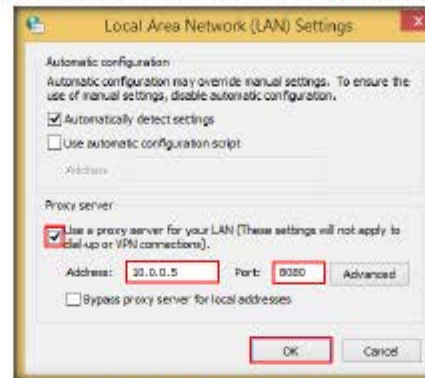 Local Area Network (LAN) Settings
Automatic configuration
Automatic configuration may override manual settings. To ensure the
use of manual settings, disable automatic configuration.
Automatically detect settings
Use automatic configuration script
Address
Proxy server
Use a proxy server for your LAN (These settings will not apply to
dial-up or VPN connections).
Address: 10.0.0.5 Port: 8080 Advanced
Bypass proxy server for local addresses
OK Cancel